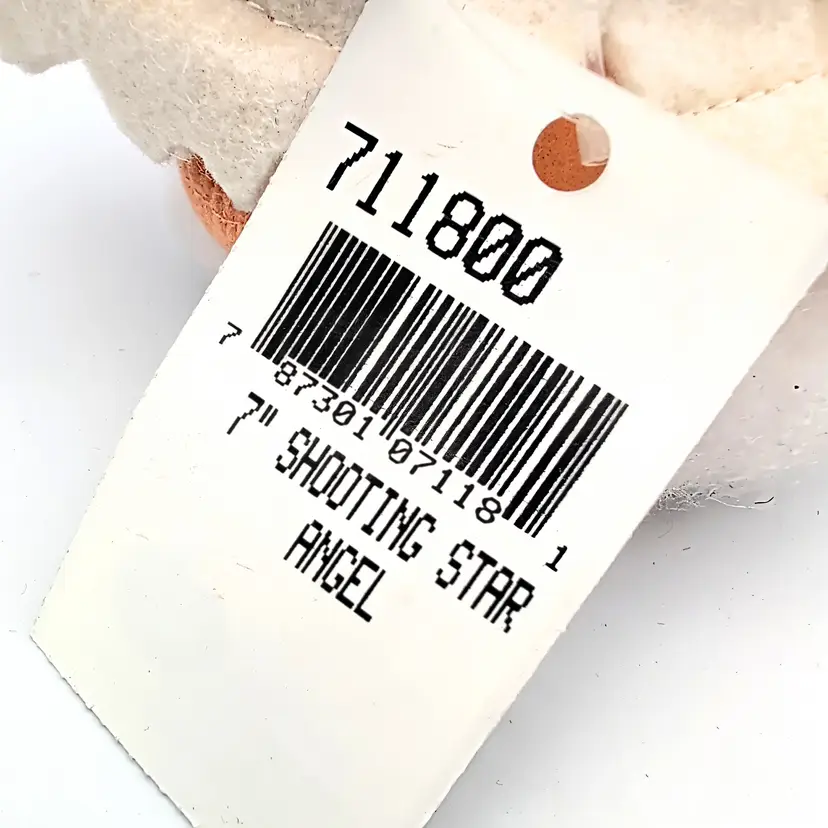 711800
7 87301 07118 1
7" SHOOTING STAR
ANGEL